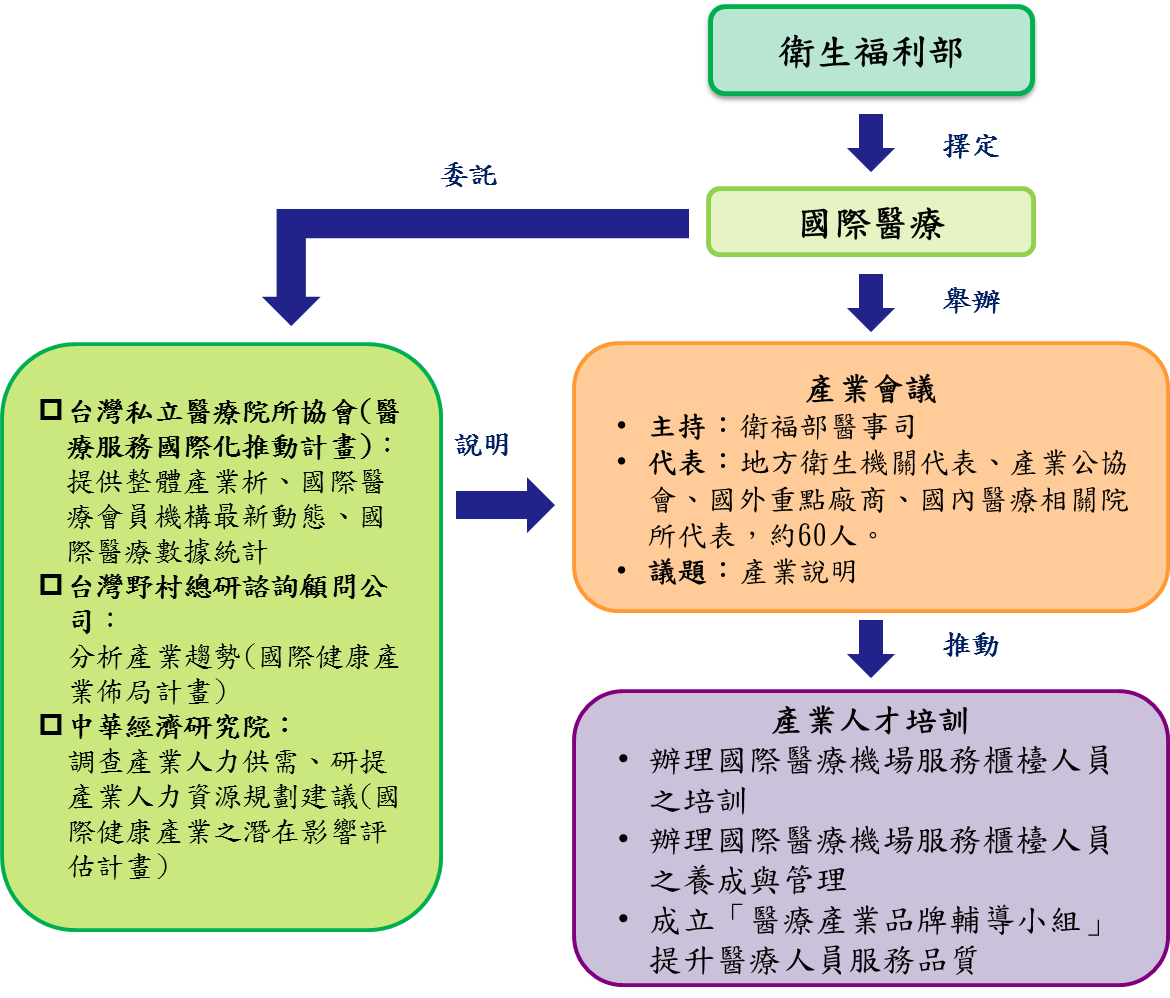 衛生福利部
擇定
委託
國際醫療
舉辦
台灣私立醫療院所協會(醫
療服務國際化推動計畫)：
提供整體產業析、國際醫
療會員機構最新動態、國
際醫療數據統計
台灣野村總研諮詢顧問公
司：
分析產業趨勢(國際健康產
業佈局計畫)
中華經濟研究院：
調查產業人力供需、研提
產業人力資源規劃建議(國
際健康產業之潛在影響評
估計畫)
說明
產業會議
• 主持：衛福部醫事司
• 代表：地方衛生機關代表、產業公協
會、國外重點廠商、國內醫療相關院
所代表，約60人。
• 議題：產業說明
推動
產業人才培訓
• 辦理國際醫療機場服務櫃檯人員
之培訓
• 辦理國際醫療機場服務櫃檯人員
之養成與管理
• 成立「醫療產業品牌輔導小組」
提升醫療人員服務品質